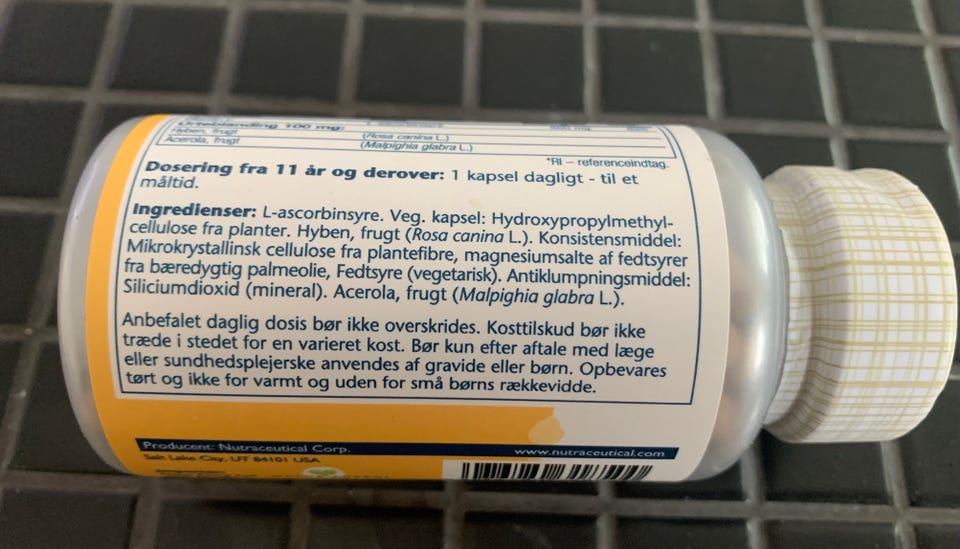 Urteblanding 100 mg:
Hyben, frugt (Rosa canina L.)
Acerola, frugt (Malpighia glabra L.)
*RI – referenceindtag.
Dosering fra 11 år og derover: 1 kapsel dagligt - til et
måltid.
Ingredienser: L-ascorbinsyre. Veg. kapsel: Hydroxypropylmethyl-
cellulose fra planter. Hyben, frugt (Rosa canina L.). Konsistensmiddel:
Mikrokrystallinsk cellulose fra plantefibre, magnesiumsalte af fedtsyrer
fra bæredygtig palmeolie, Fedtsyre (vegetarisk). Antiklumpningsmiddel:
Siliciumdioxid (mineral). Acerola, frugt (Malpighia glabra L.).
Anbefalet daglig dosis bør ikke overskrides. Kosttilskud bør ikke
træde i stedet for en varieret kost. Bør kun efter aftale med læge
eller sundhedsplejerske anvendes af gravide eller børn. Opbevares
tørt og ikke for varmt og uden for små børns rækkevidde.
Producent: Nutraceutical Corp. www.nutraceutical.com
Salt Lake City, UT 84101 USA